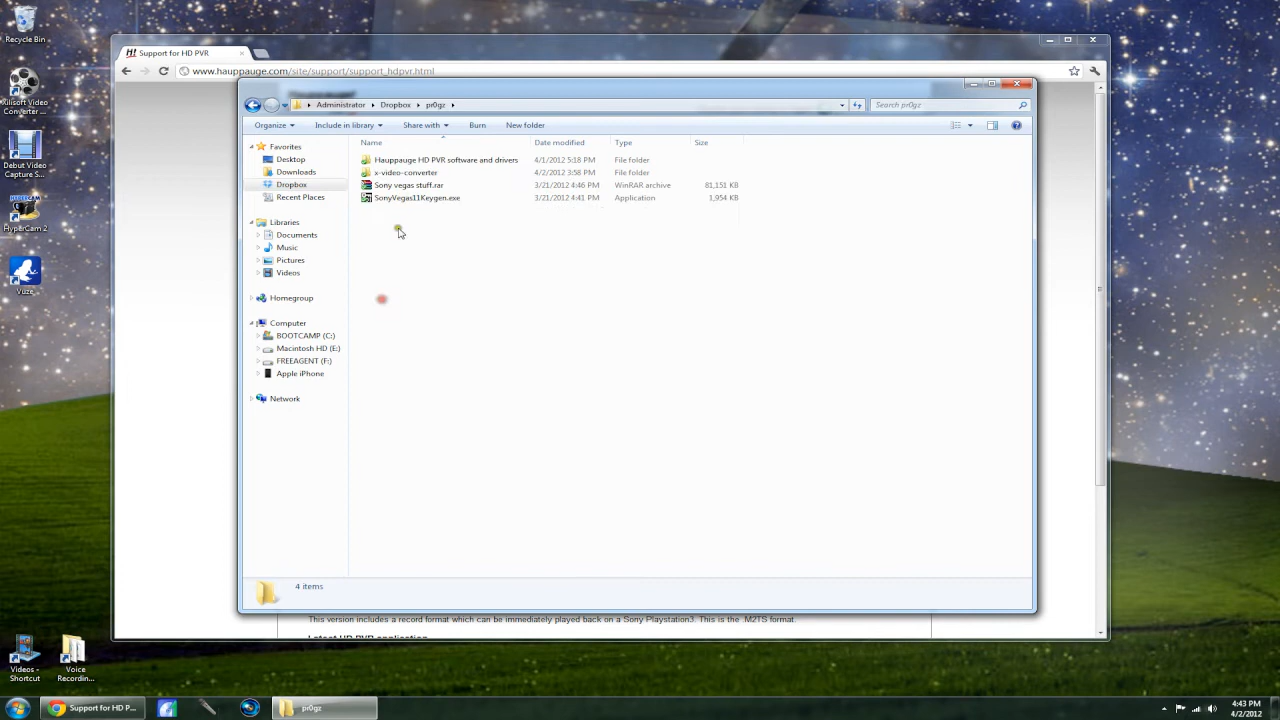 Recycle Bin
Support for HD PVR
www.hauppauge.com/site/support/support_hdpvr.html
Xilisoft Video
Converter ...
Administrator
Dropbox
pr0gz
Search pr0gz
Organize
Include in library
Share with
Burn
New folder
Name
Date modified
Type
Size
Favorites
Desktop
Downloads
Dropbox
Recent Places
Hauppauge HD PVR software and drivers
4/1/2012 5:18 PM
File folder
x-video-converter
4/2/2012 3:58 PM
File folder
Sony vegas stuff.rar
3/21/2012 4:46 PM
WinRAR archive
81,151 KB
SonyVegas11Keygen.exe
3/21/2012 4:41 PM
Application
1,954 KB
Debut Video
Capture S...
HyperCam 2
Vuze
Libraries
Documents
Music
Pictures
Videos
Homegroup
Computer
BOOTCAMP (C:)
Macintosh HD (E:)
FREEAGENT (F:)
Apple iPhone
Network
4 items
This version includes a record format which can be immediately played back on a Sony Playstation3. This is the .M2TS format.
Latest HD PVR application
Videos -
Shortcut
Voice
Recordin...
Support for HD P...
pr0gz
4:43 PM
4/2/2012